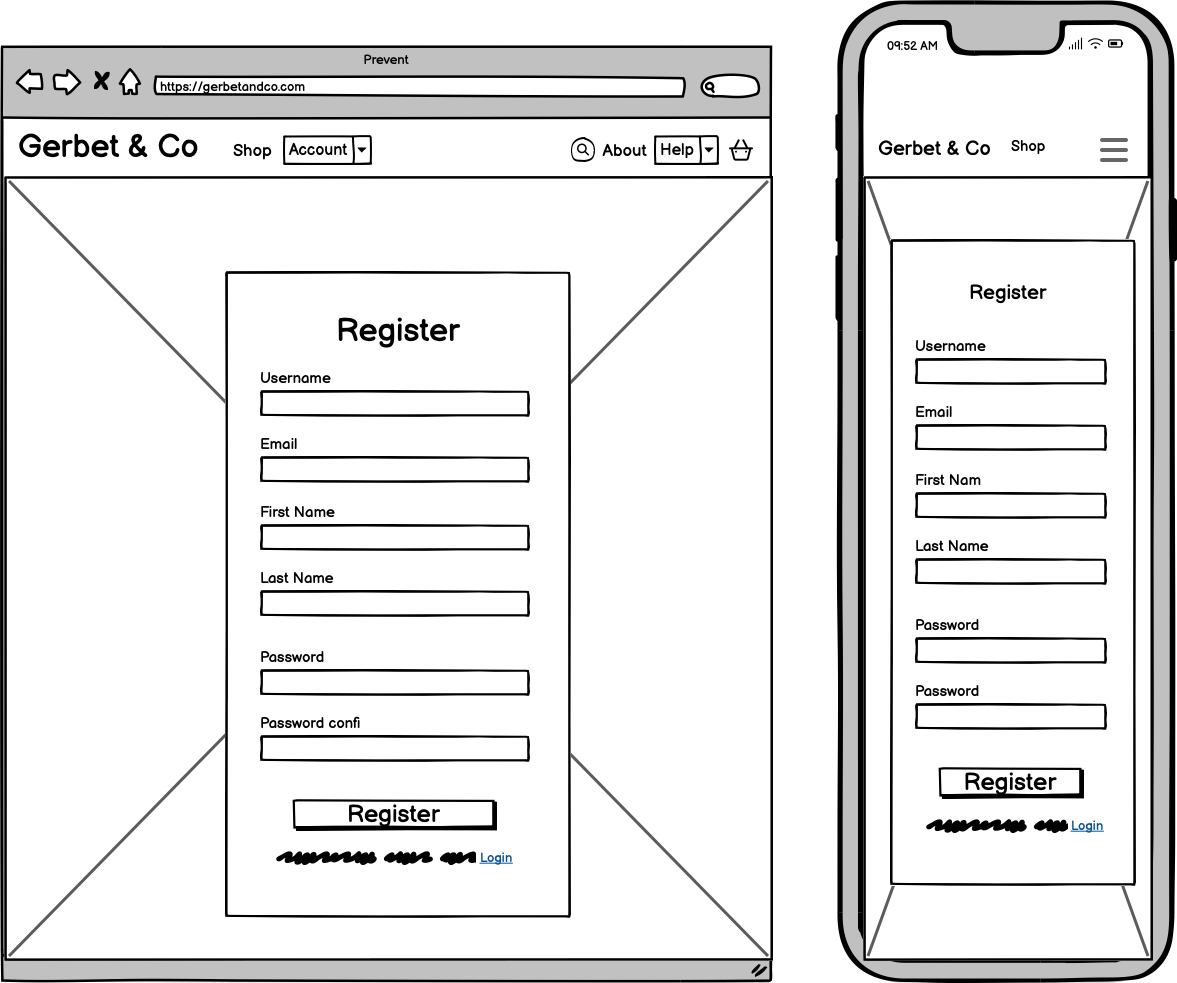 Prevent
https://gerbetandco.com
Gerbet & Co Shop Account About Help
Register
Username
Email
First Name
Last Name
Password
Password confi
Register
Login
09:52 AM
Gerbet & Co Shop
Register
Username
Email
First Nam
Last Name
Password
Password
Register
Login